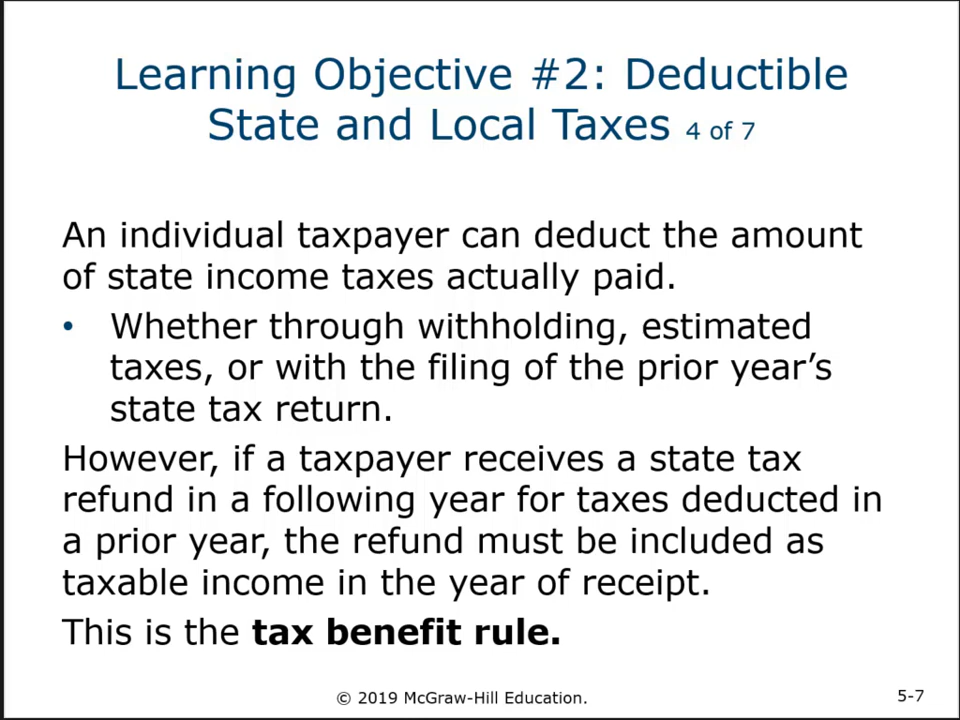 Learning Objective #2: Deductible
State and Local Taxes 4 of 7
An individual taxpayer can deduct the amount
of state income taxes actually paid.
• Whether through withholding, estimated
taxes, or with the filing of the prior year’s
state tax return.
However, if a taxpayer receives a state tax
refund in a following year for taxes deducted in
a prior year, the refund must be included as
taxable income in the year of receipt.
This is the tax benefit rule.
© 2019 McGraw-Hill Education.
5-7